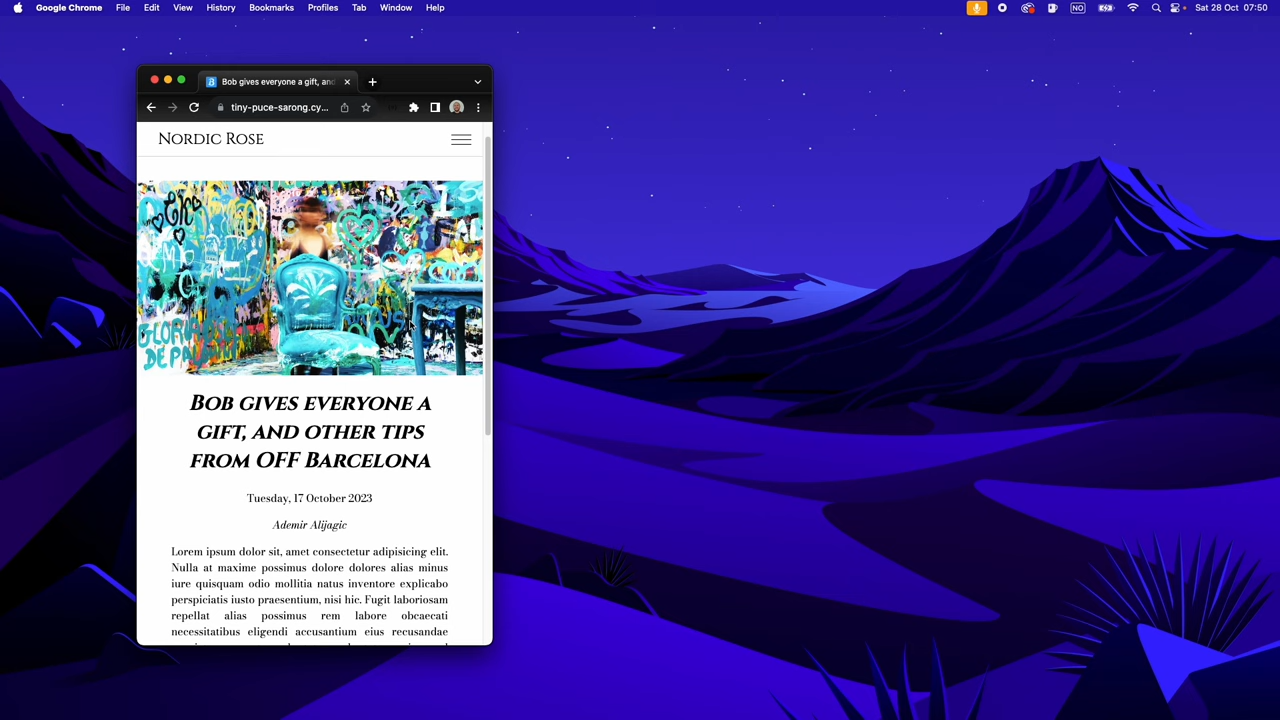 Google Chrome File Edit View History Bookmarks Profiles Tab Window Help NO Sat 28 Oct 07:50
Bob gives everyone a gift, and
tiny-puce-sarong.cy...
Nordic Rose
GLORIA
DE PA
Bob gives everyone a
gift, and other tips
from OFF Barcelona
Tuesday, 17 October 2023
Ademir Alijagic
Lorem ipsum dolor sit, amet consectetur adipisicing elit.
Nulla at maxime possimus dolore dolores alias minus
iure quisquam odio mollitia natus inventore explicabo
perspiciatis iusto praesentium, nisi hic. Fugit laboriosam
repellat alias possimus rem labore obcaecati
necessitatibus eligendi accusantium eius recusandae